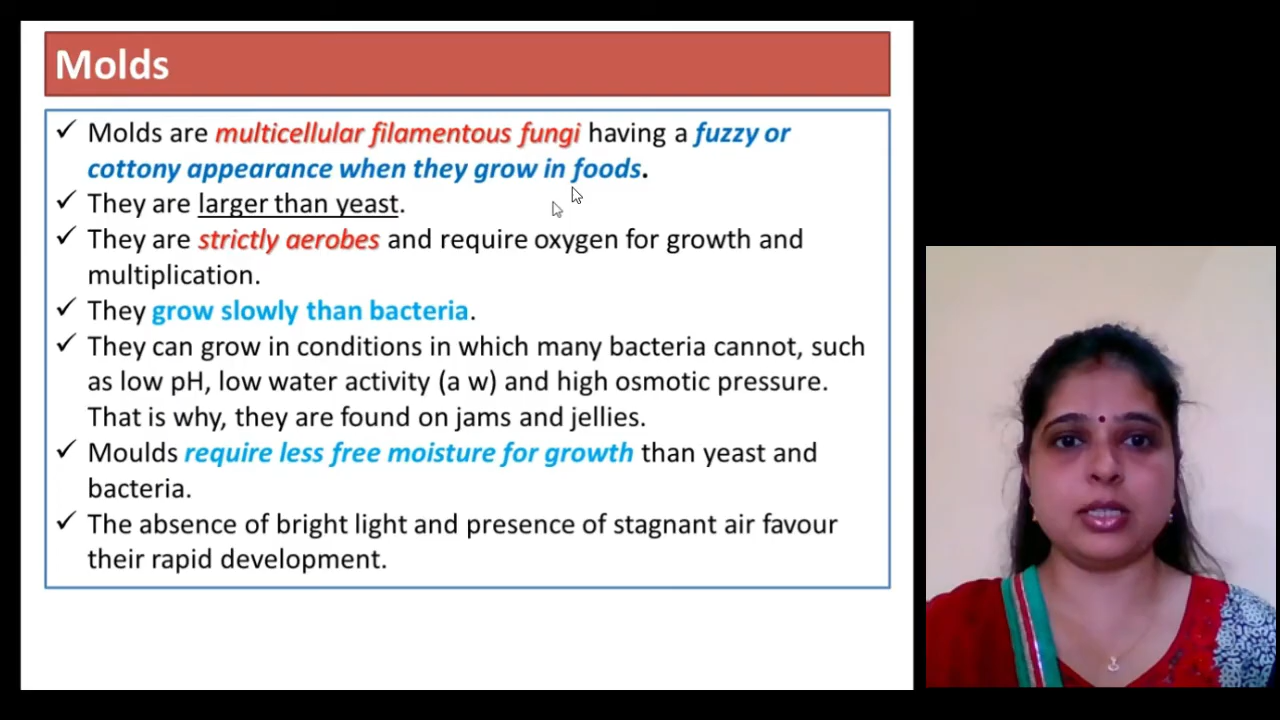 Molds
✓ Molds are multicellular filamentous fungi having a fuzzy or
cottony appearance when they grow in foods.
✓ They are larger than yeast.
✓ They are strictly aerobes and require oxygen for growth and
multiplication.
✓ They grow slowly than bacteria.
✓ They can grow in conditions in which many bacteria cannot, such
as low pH, low water activity (a w) and high osmotic pressure.
That is why, they are found on jams and jellies.
✓ Moulds require less free moisture for growth than yeast and
bacteria.
✓ The absence of bright light and presence of stagnant air favour
their rapid development.